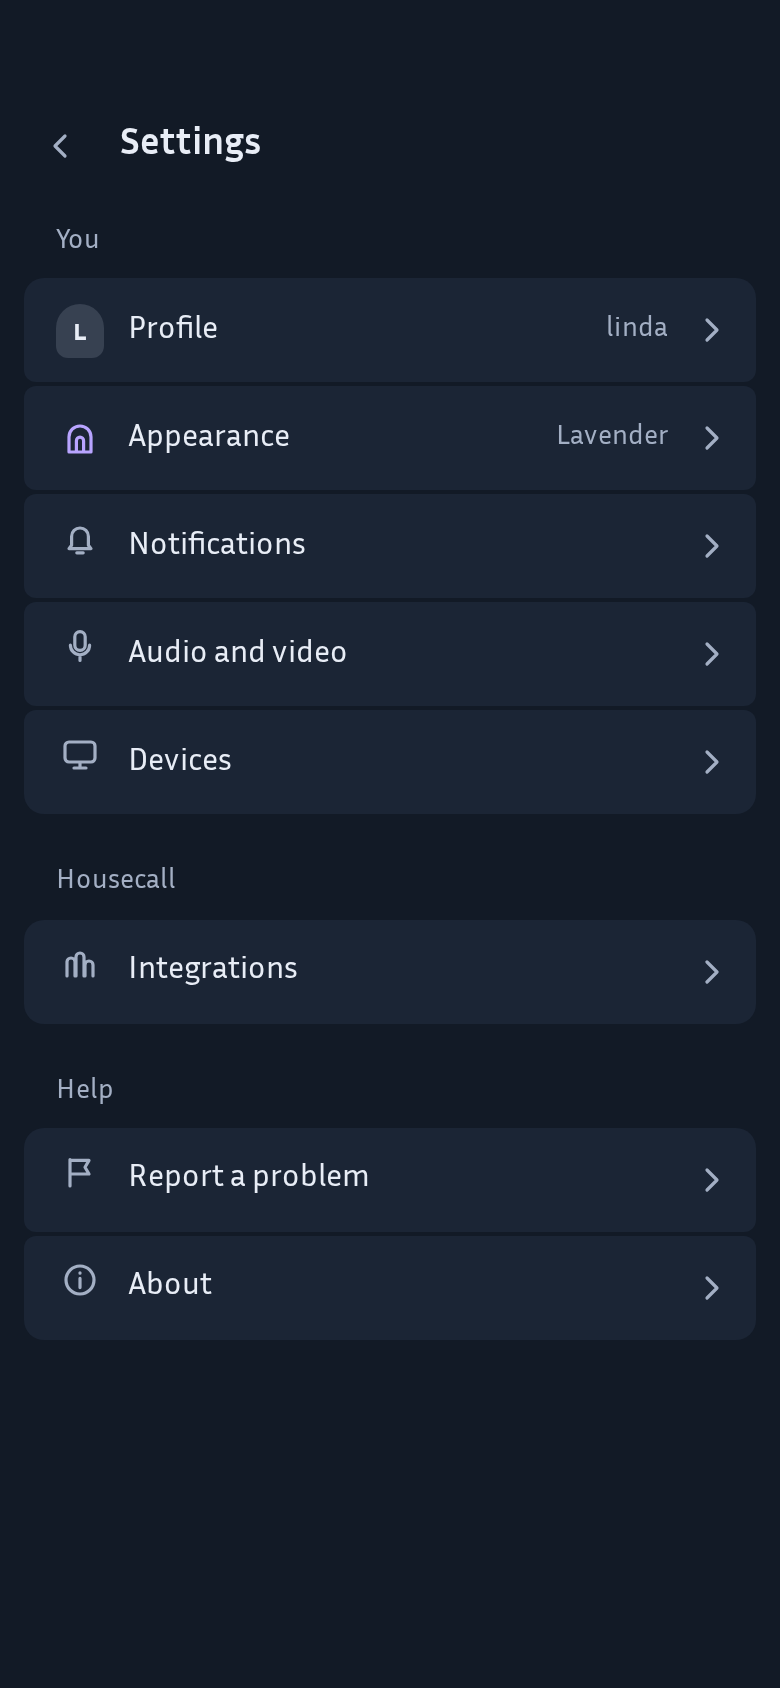 Settings
You
L Profile linda
Appearance Lavender
Notifications
Audio and video
Devices
Housecall
Integrations
Help
Report a problem
About